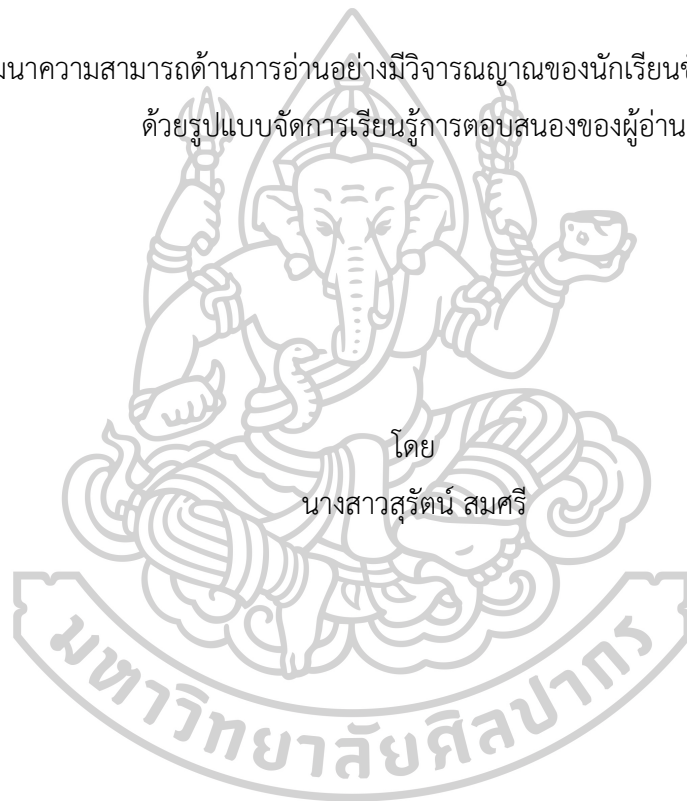 นาความสามารถด้านการอ่านอย่างมีวิจารณญาณของนักเรียน
ด้วยรูปแบบจัดการเรียนรู้การตอบสนองของผู้อ่าน
โดย
นางสาวสุรัตน์ สมศรี
มหาวิทยาลัยศิลปากร